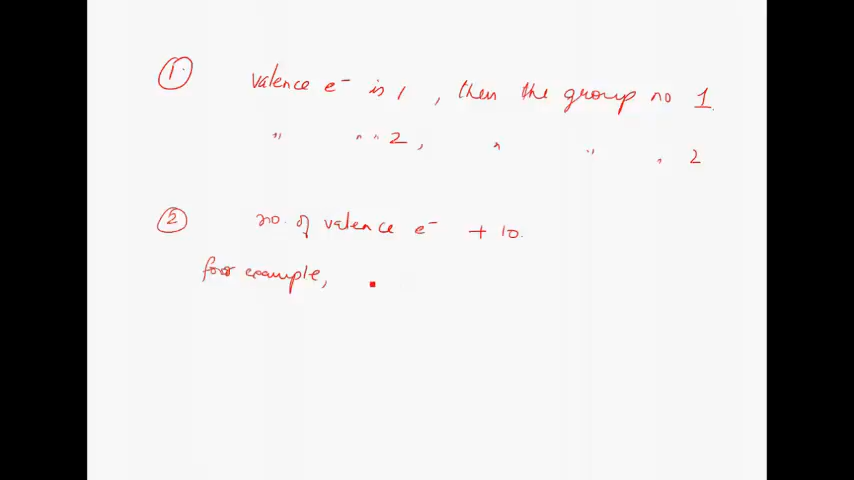 ① valence e⁻ is 1, then the group no 1.
" " " 2, " " " 2
② no. of valence e⁻ + 10.
for example,